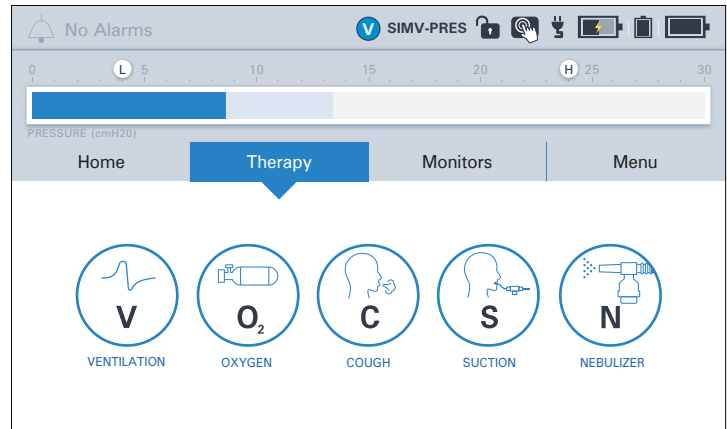 No Alarms V SIMV-PRES
0 L 5 10 15 20 H 25 30
PRESSURE (cmH20)
Home Therapy Monitors Menu
V O2 C S N
VENTILATION OXYGEN COUGH SUCTION NEBULIZER